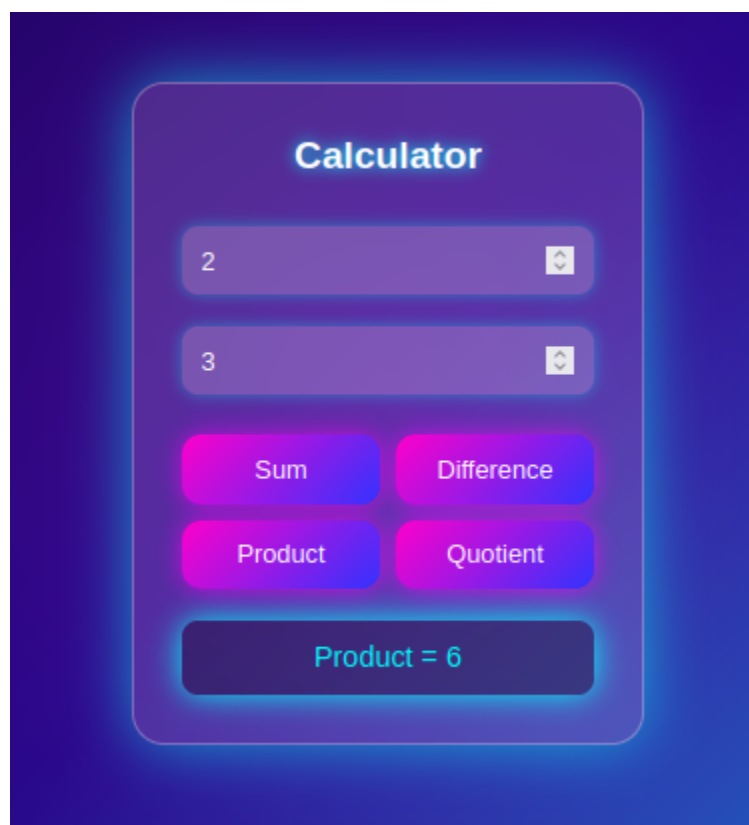 Calculator
2
3
Sum Difference
Product Quotient
Product = 6